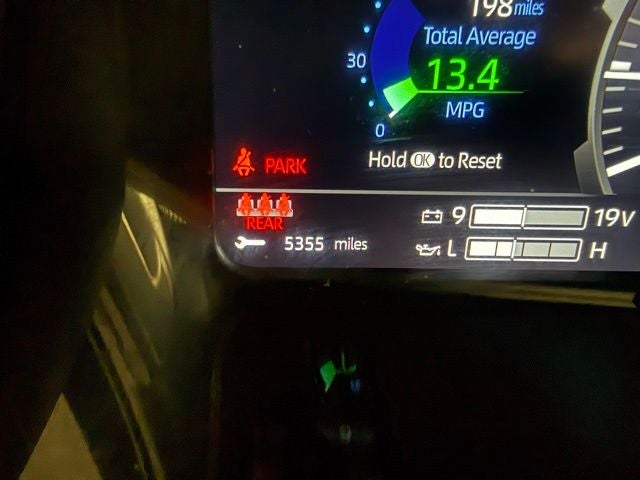 198 miles
Total Average
30
13.4
MPG
0
Hold OK to Reset
PARK
REAR
9 19V
5355 miles
L H